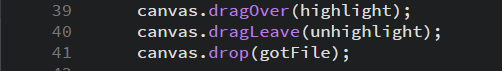 39 canvas.dragOver(highlight);
40 canvas.dragLeave(unhighlight);
41 canvas.drop(gotFile);